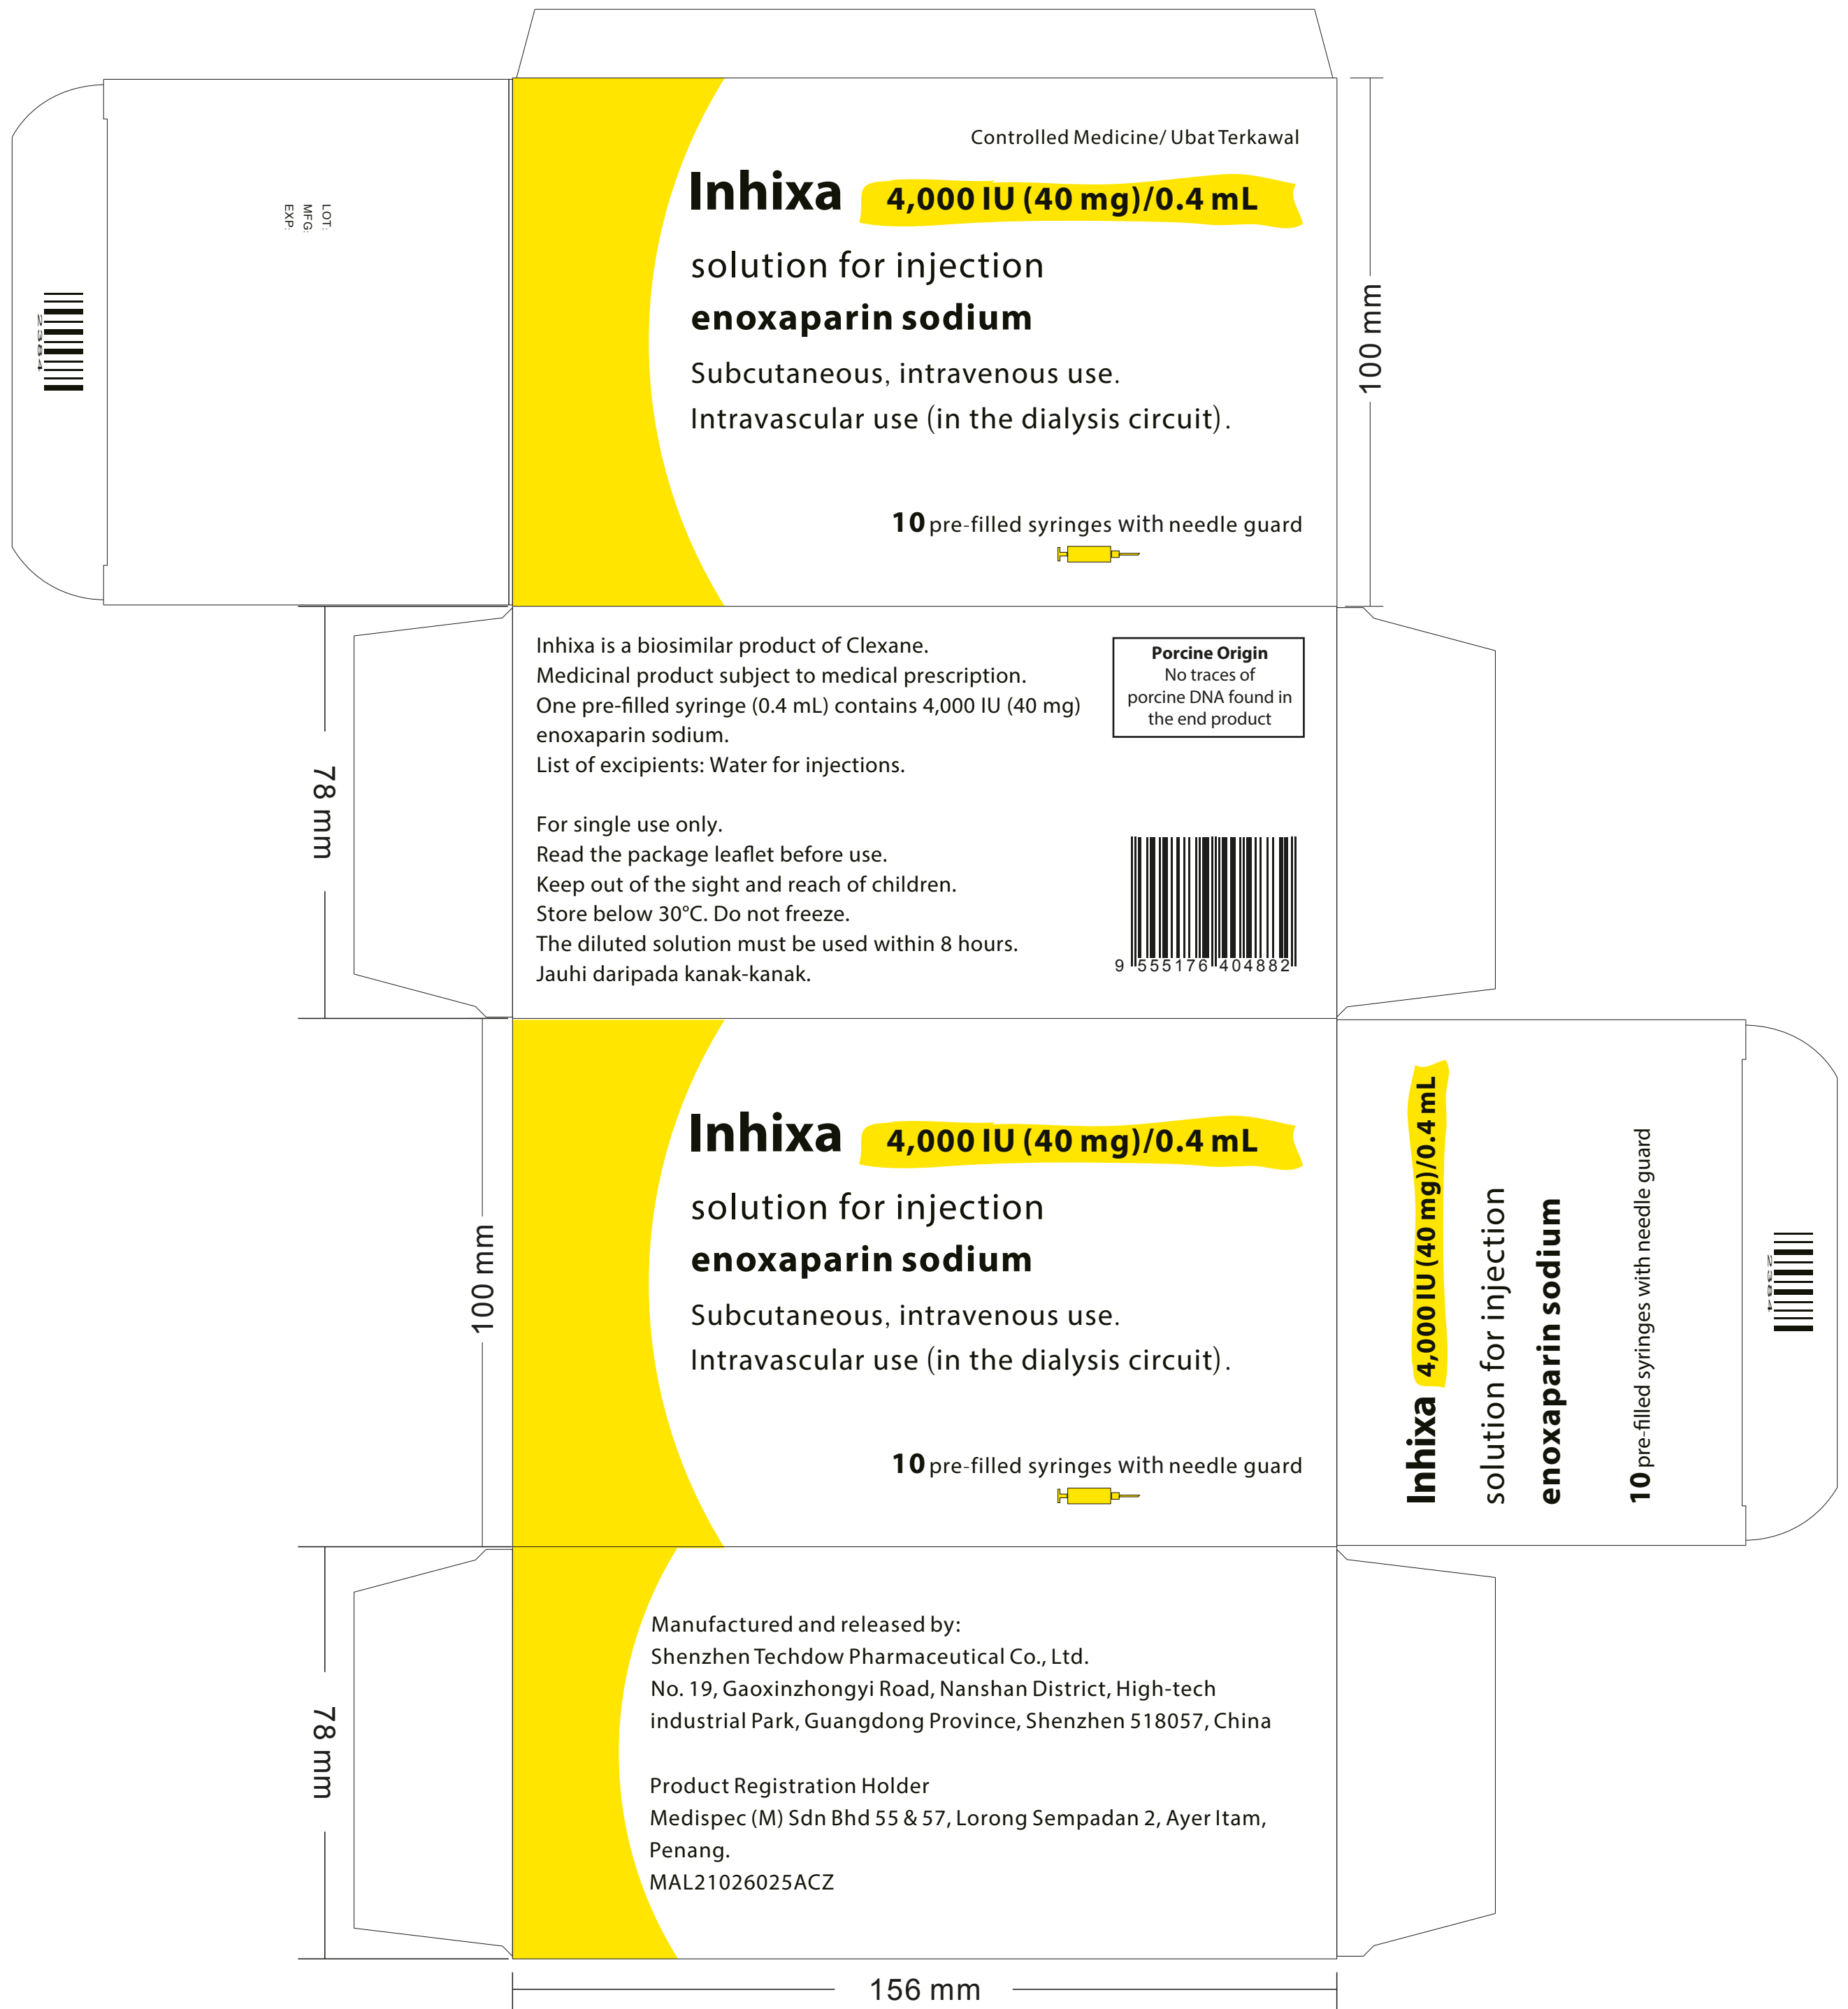 Controlled Medicine/ Ubat Terkawal
Inhixa 4,000 IU (40 mg)/0.4 mL
solution for injection
enoxaparin sodium
Subcutaneous, intravenous use.
Intravascular use (in the dialysis circuit).
10 pre-filled syringes with needle guard
LOT:
MFG:
EXP:
2384
100 mm
Inhixa is a biosimilar product of Clexane.
Medicinal product subject to medical prescription.
One pre-filled syringe (0.4 mL) contains 4,000 IU (40 mg)
enoxaparin sodium.
List of excipients: Water for injections.
For single use only.
Read the package leaflet before use.
Keep out of the sight and reach of children.
Store below 30°C. Do not freeze.
The diluted solution must be used within 8 hours.
Jauhi daripada kanak-kanak.
Porcine Origin
No traces of
porcine DNA found in
the end product
9 555176 404882
78 mm
Inhixa 4,000 IU (40 mg)/0.4 mL
solution for injection
enoxaparin sodium
Subcutaneous, intravenous use.
Intravascular use (in the dialysis circuit).
10 pre-filled syringes with needle guard
100 mm
Inhixa 4,000 IU (40 mg)/0.4 mL
solution for injection
enoxaparin sodium
10 pre-filled syringes with needle guard
2384
Manufactured and released by:
Shenzhen Techdow Pharmaceutical Co., Ltd.
No. 19, Gaoxinzhongyi Road, Nanshan District, High-tech
industrial Park, Guangdong Province, Shenzhen 518057, China
Product Registration Holder
Medispec (M) Sdn Bhd 55 & 57, Lorong Sempadan 2, Ayer Itam,
Penang.
MAL21026025ACZ
78 mm
156 mm